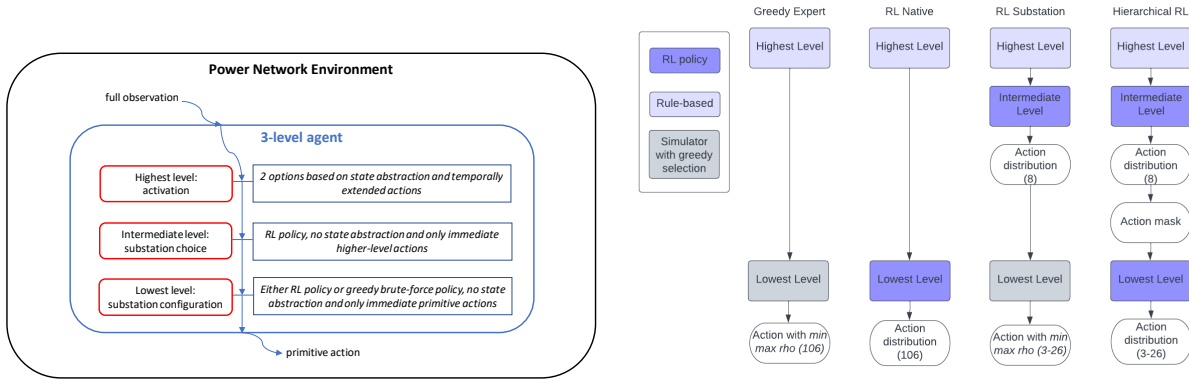 Power Network Environment
full observation
3-level agent
Highest level:
activation
2 options based on state abstraction and temporally
extended actions
Intermediate level:
substation choice
RL policy, no state abstraction and only immediate
higher-level actions
Lowest level:
substation configuration
Either RL policy or greedy brute-force policy, no state
abstraction and only immediate primitive actions
primitive action
RL policy
Rule-based
Simulator
with greedy
selection
Greedy Expert
Highest Level
Lowest Level
Action with min
max rho (106)
RL Native
Highest Level
Lowest Level
Action
distribution
(106)
RL Substation
Highest Level
Intermediate
Level
Action
distribution
(8)
Lowest Level
Action with min
max rho (3-26)
Hierarchical RL
Highest Level
Intermediate
Level
Action
distribution
(8)
Action mask
Lowest Level
Action
distribution
(3-26)